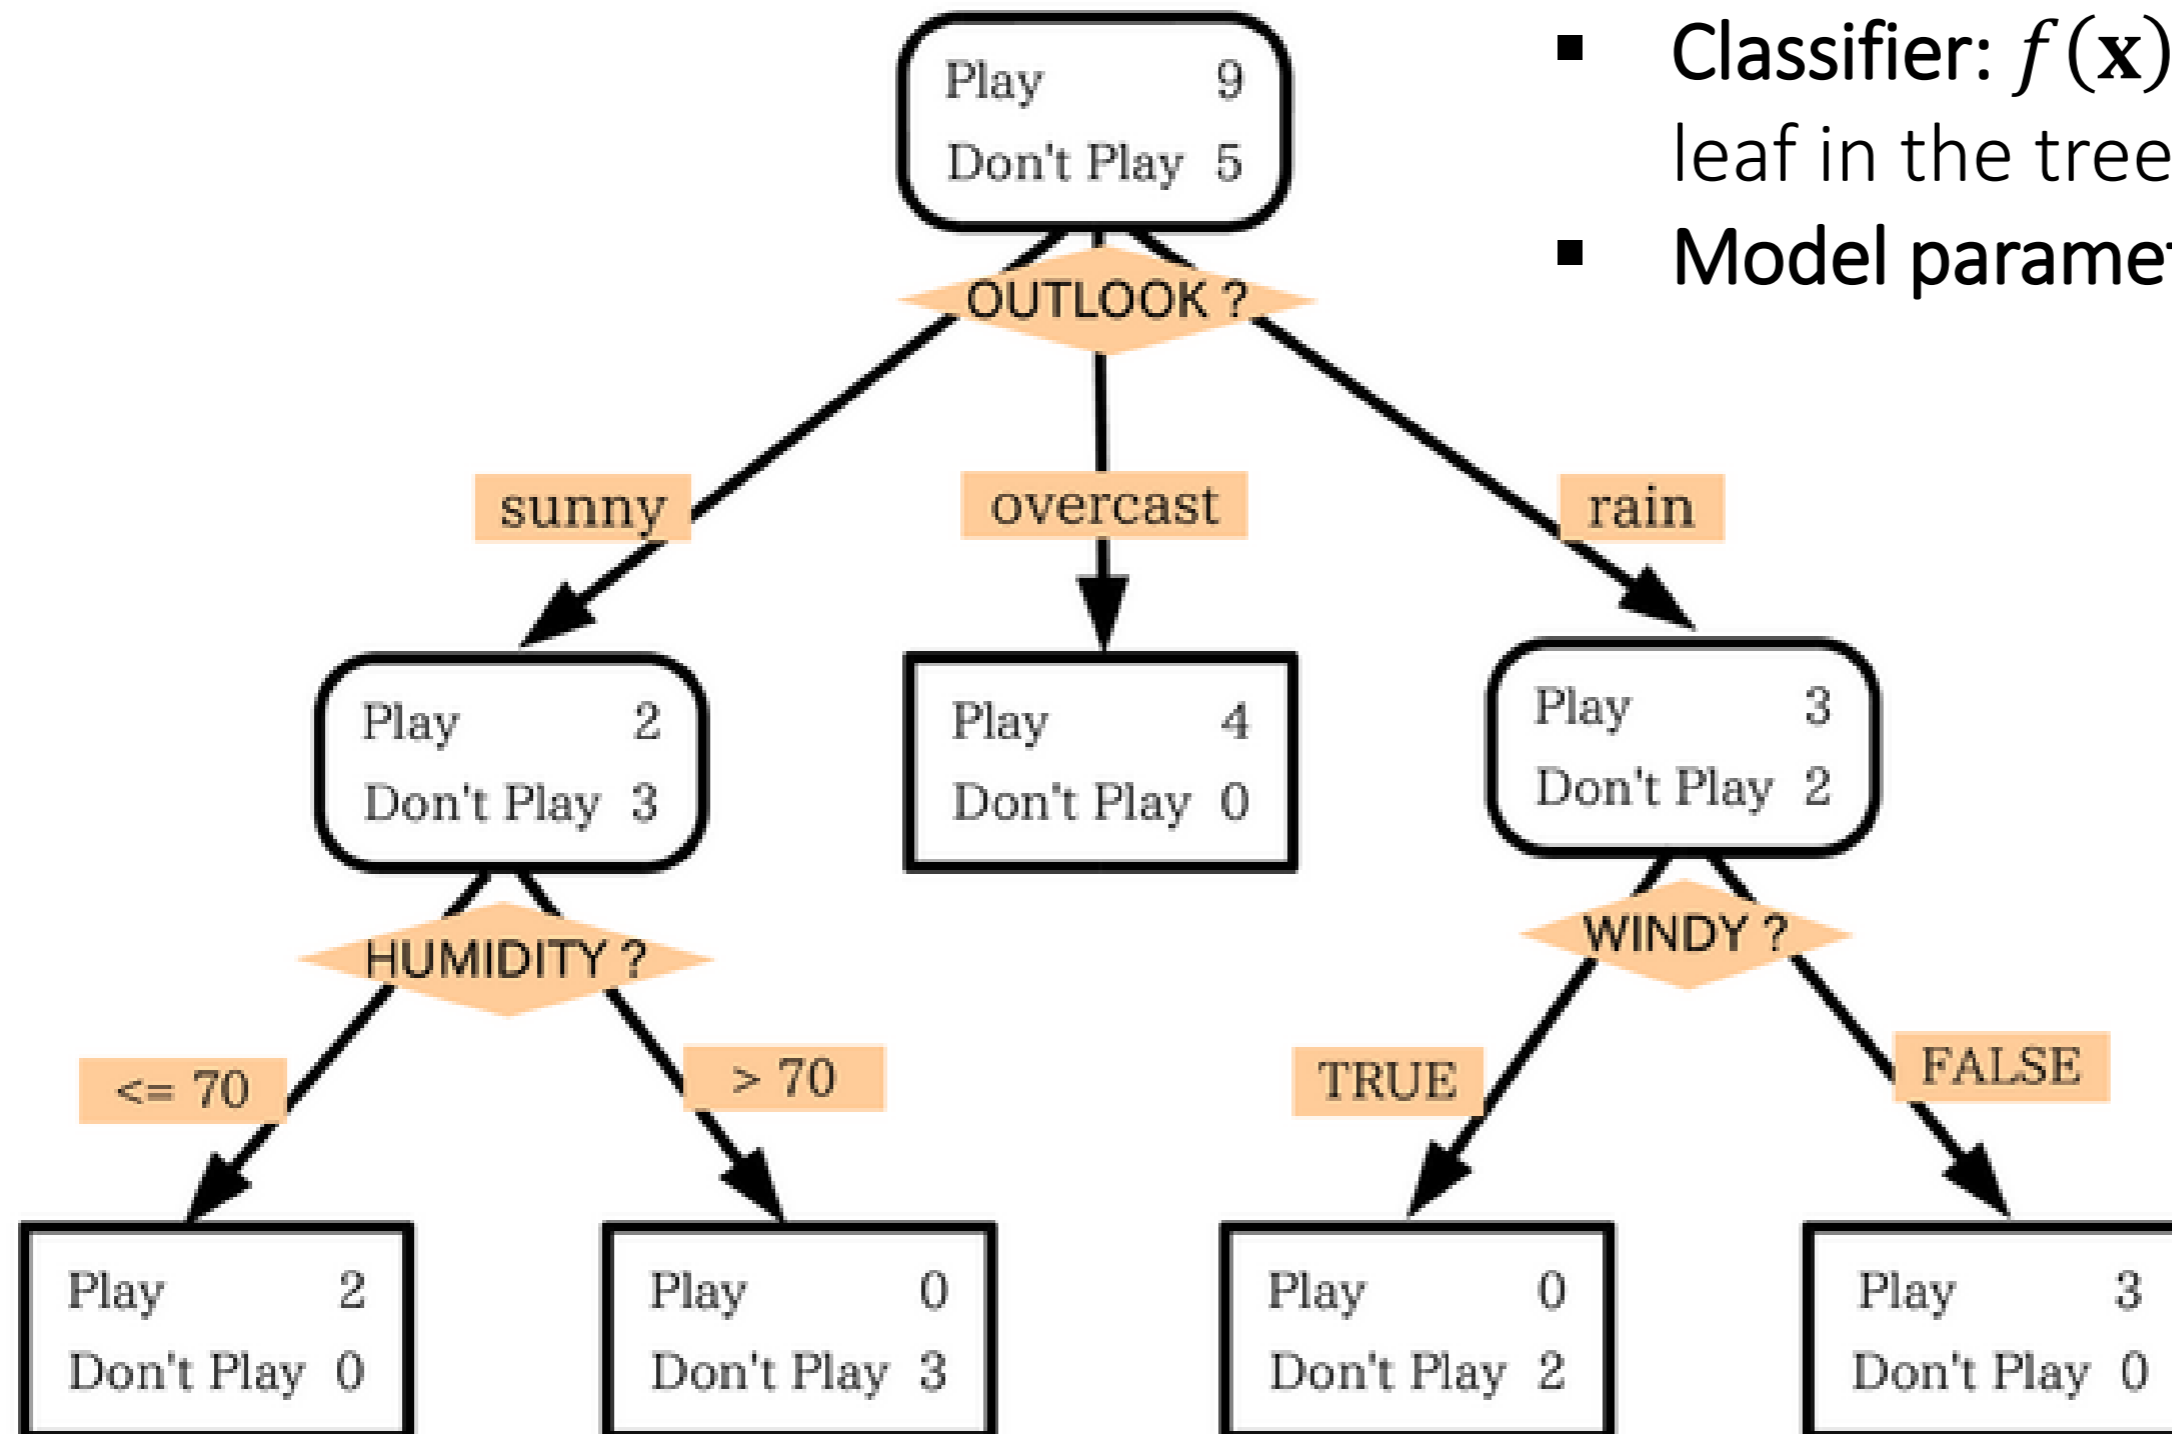 Play 9
Don't Play 5
▪ Classifier: f(x)
leaf in the tree
▪ Model paramet
OUTLOOK ?
sunny
overcast
rain
Play 2
Don't Play 3
Play 4
Don't Play 0
Play 3
Don't Play 2
HUMIDITY ?
WINDY ?
<= 70
> 70
TRUE
FALSE
Play 2
Don't Play 0
Play 0
Don't Play 3
Play 0
Don't Play 2
Play 3
Don't Play 0